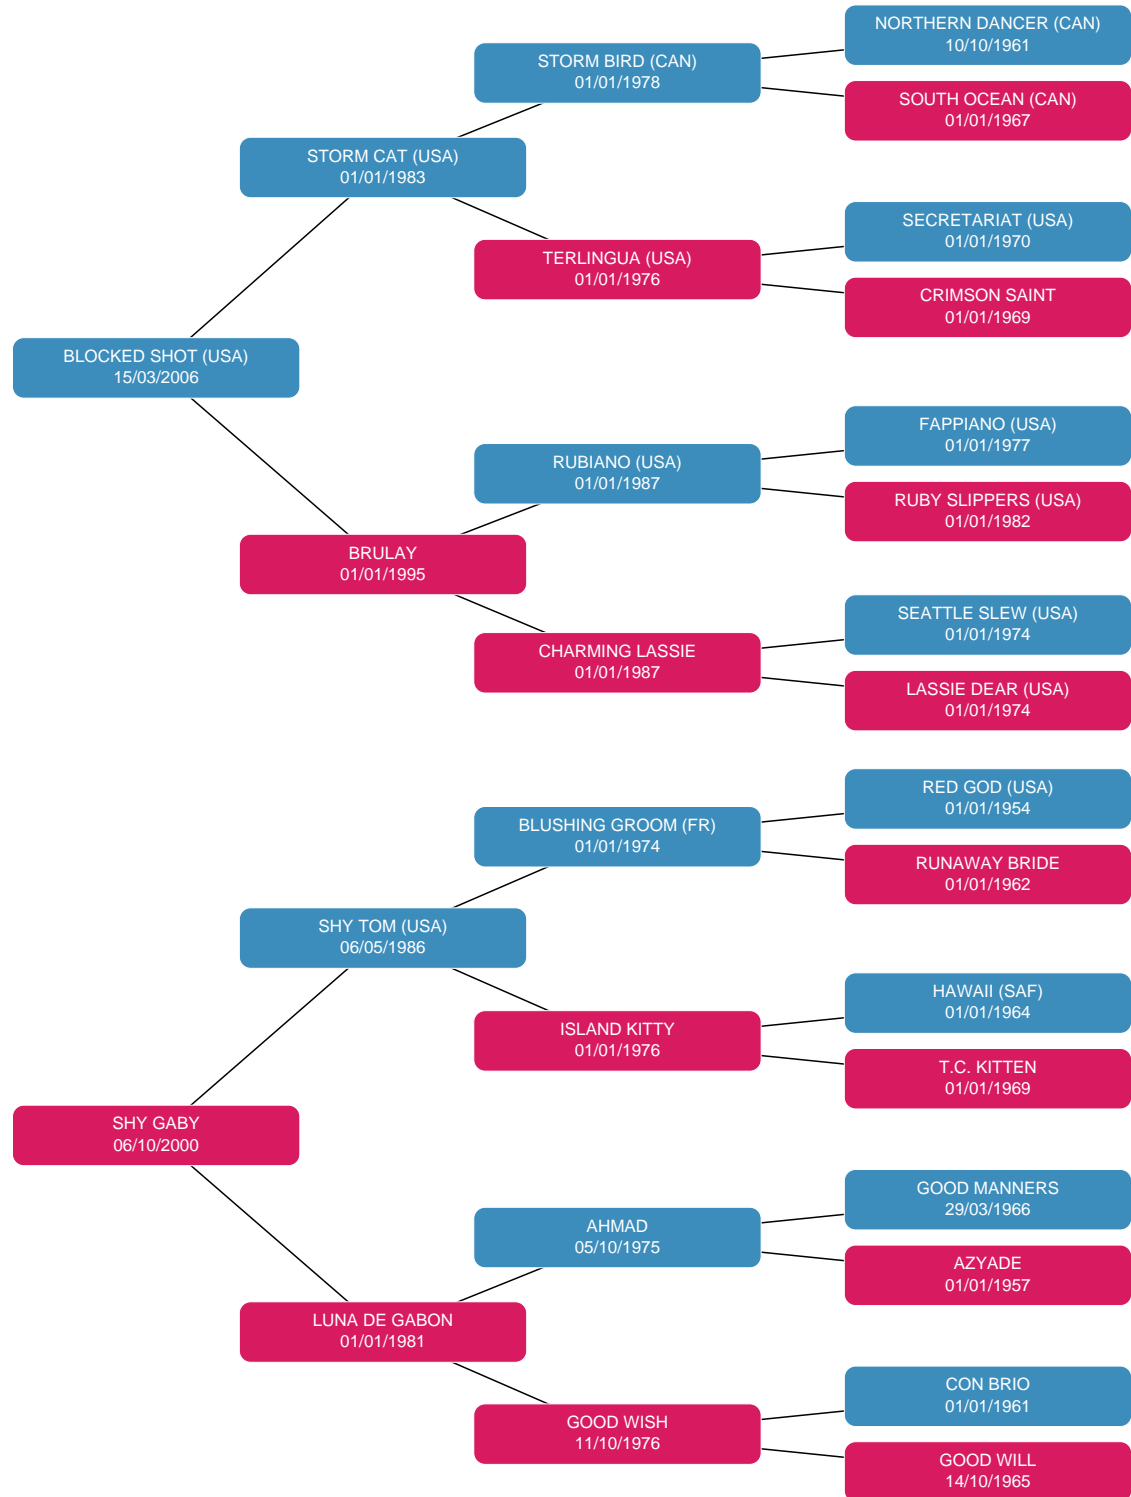 NORTHERN DANCER (CAN)
10/10/1961
STORM BIRD (CAN)
01/01/1978
SOUTH OCEAN (CAN)
01/01/1967
STORM CAT (USA)
01/01/1983
SECRETARIAT (USA)
01/01/1970
TERLINGUA (USA)
01/01/1976
CRIMSON SAINT
01/01/1969
BLOCKED SHOT (USA)
15/03/2006
FAPPIANO (USA)
01/01/1977
RUBIANO (USA)
01/01/1987
RUBY SLIPPERS (USA)
01/01/1982
BRULAY
01/01/1995
SEATTLE SLEW (USA)
01/01/1974
CHARMING LASSIE
01/01/1987
LASSIE DEAR (USA)
01/01/1974
RED GOD (USA)
01/01/1954
BLUSHING GROOM (FR)
01/01/1974
RUNAWAY BRIDE
01/01/1962
SHY TOM (USA)
06/05/1986
HAWAII (SAF)
01/01/1964
ISLAND KITTY
01/01/1976
T.C. KITTEN
01/01/1969
SHY GABY
06/10/2000
GOOD MANNERS
29/03/1966
AHMAD
05/10/1975
AZYADE
01/01/1957
LUNA DE GABON
01/01/1981
CON BRIO
01/01/1961
GOOD WISH
11/10/1976
GOOD WILL
14/10/1965